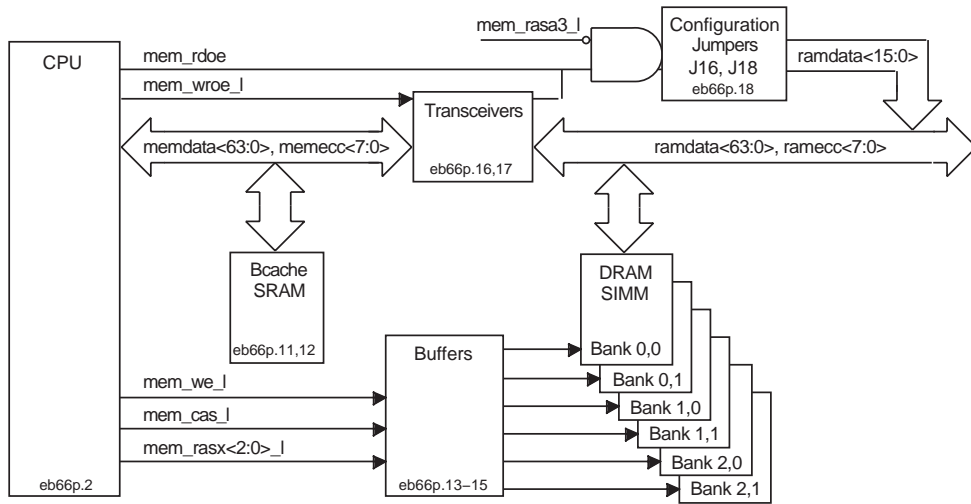 mem_rasa3_l
Configuration
Jumpers
J16, J18
eb66p.18
ramdata<15:0>
CPU
mem_rdoe
mem_wroe_l
Transceivers
eb66p.16,17
memdata<63:0>, memecc<7:0>
ramdata<63:0>, ramecc<7:0>
Bcache
SRAM
eb66p.11,12
DRAM
SIMM
Bank 0,0
Bank 0,1
Bank 1,0
Bank 1,1
Bank 2,0
Bank 2,1
Buffers
eb66p.13–15
mem_we_l
mem_cas_l
mem_rasx<2:0>_l
eb66p.2